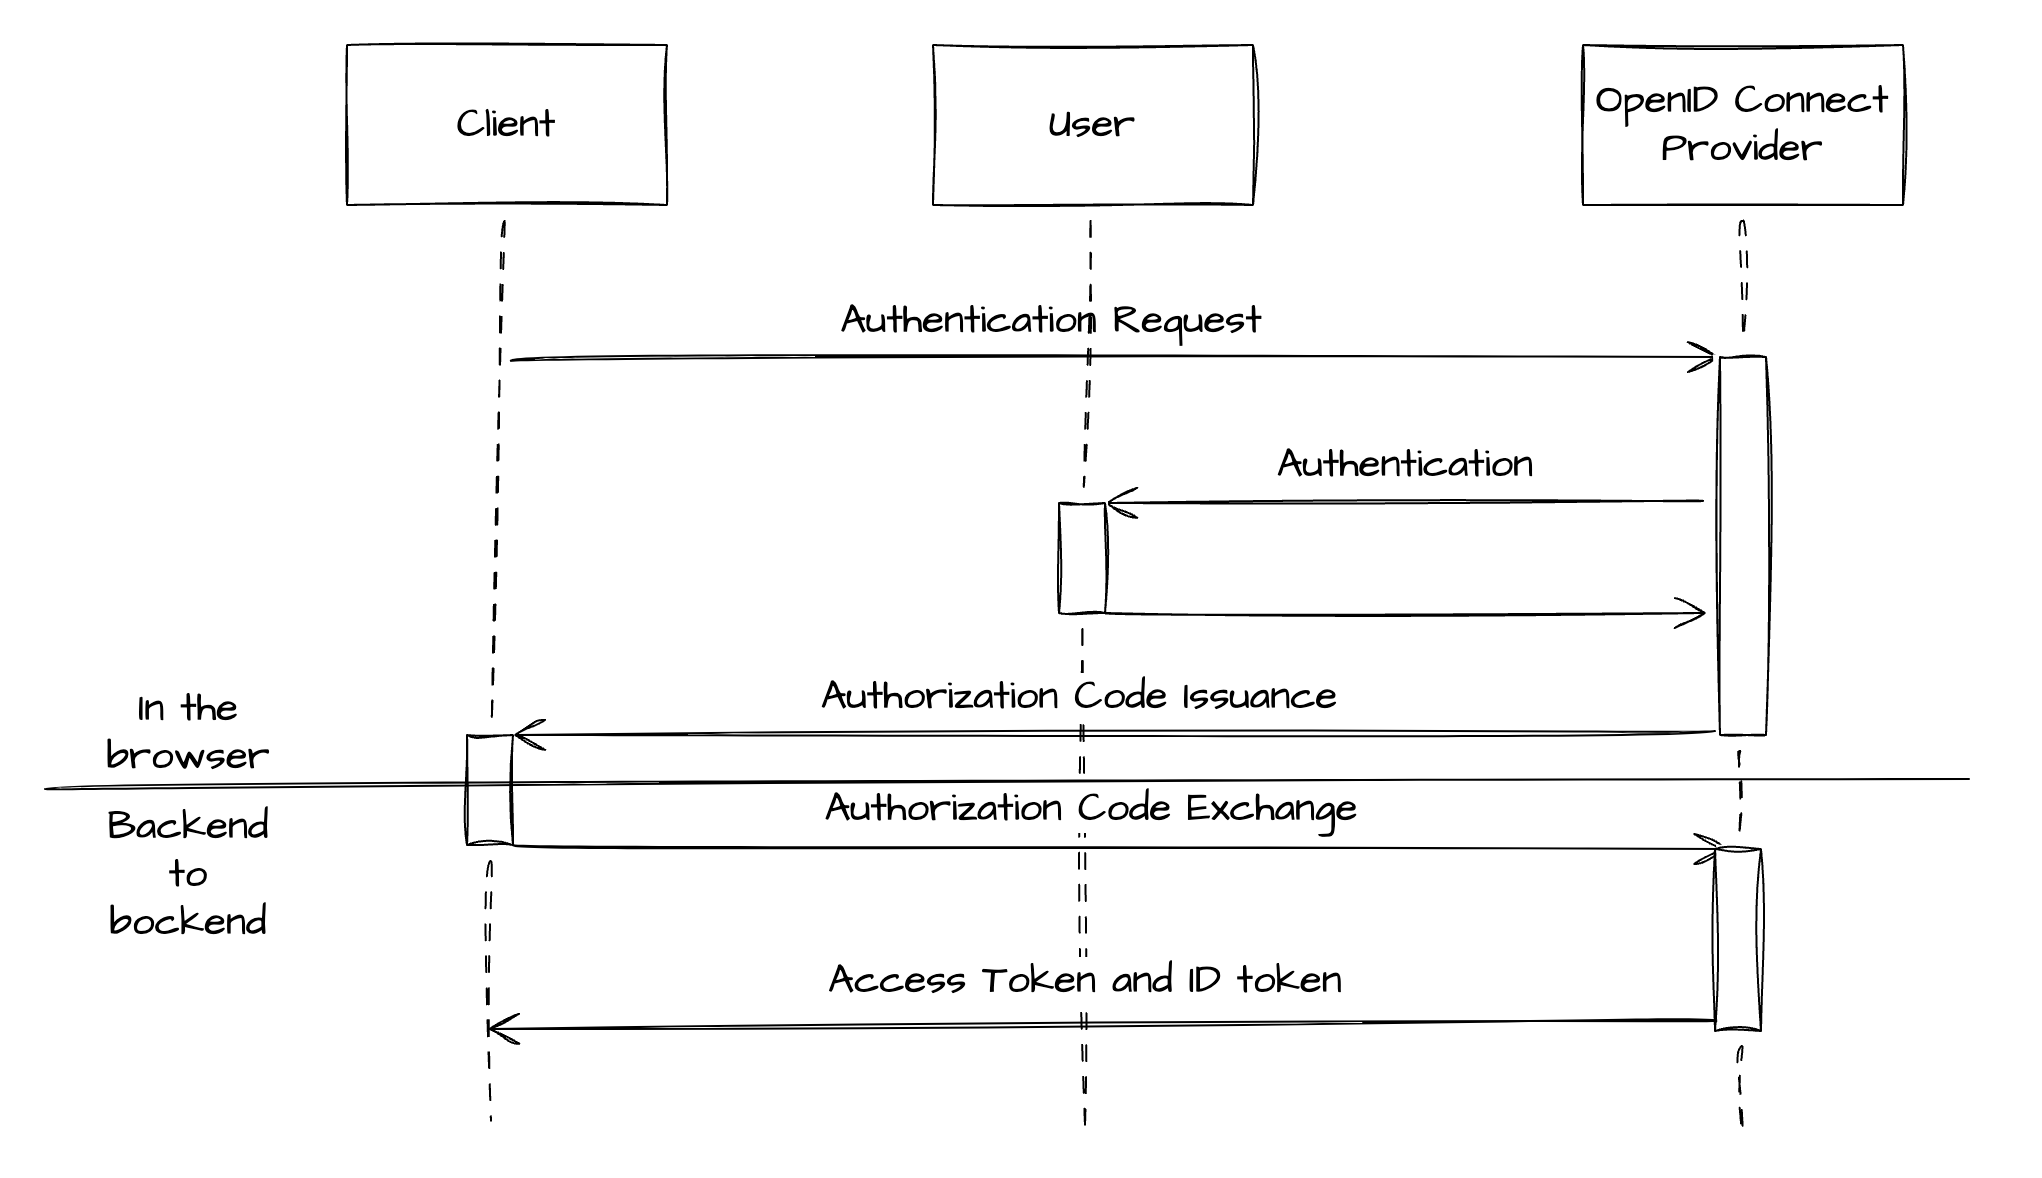 Client
User
OpenID Connect
Provider
Authentication Request
Authentication
Authorization Code Issuance
In the
browser
Authorization Code Exchange
Backend
to
bockend
Access Token and ID token